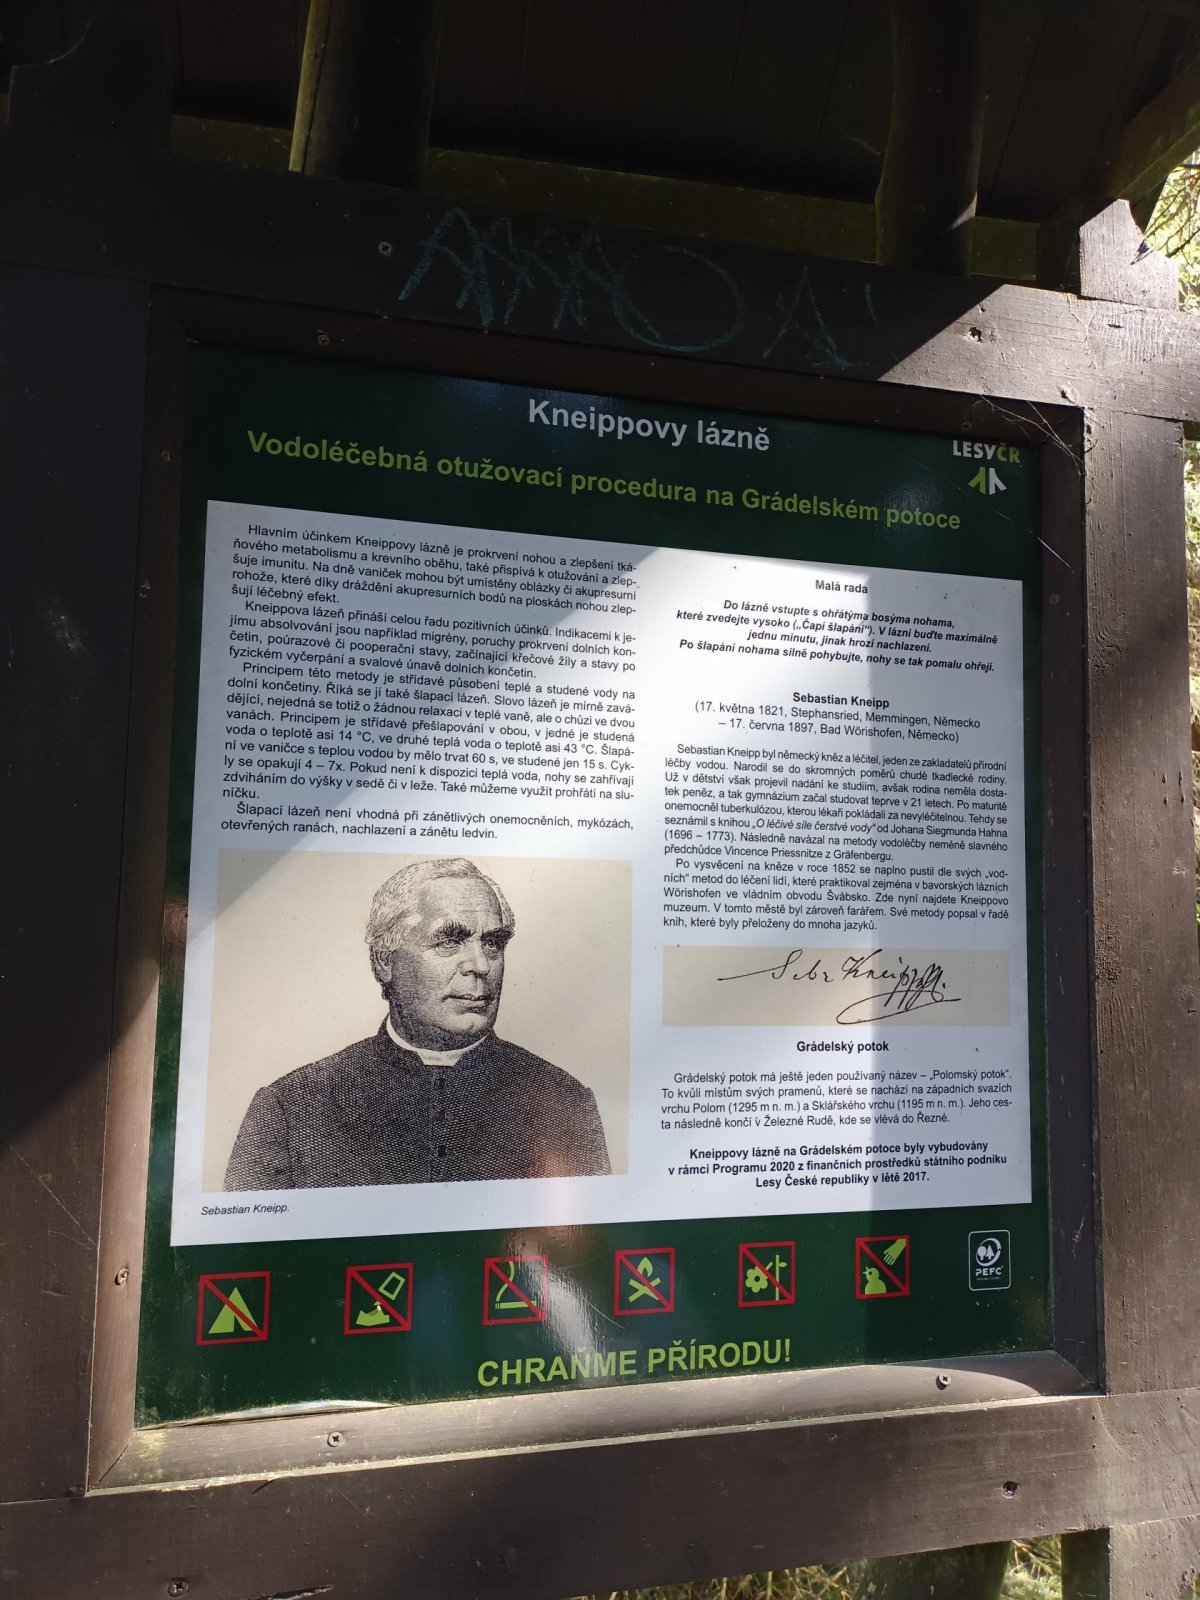 Kneippovy lázně
LESYČR
Vodoléčebná otužovací procedura na Grádelském potoce
Hlavním účinkem Kneippovy lázně je prokrvení nohou a zlepšení tká-
ňového metabolismu a krevního oběhu, také přispívá k otužování a zlep-
šuje imunitu. Na dně vaniček mohou být umístěny oblázky či akupresurní
rohože, které díky dráždění akupresurních bodů na ploskách nohou zlep-
šují léčebný efekt.
Kneippova lázeň přináší celou řadu pozitivních účinků. Indikacemi k je-
jímu absolvování jsou například migrény, poruchy prokrvení dolních kon-
četin, poúrazové či pooperační stavy, začínající křečové žíly a stavy po
fyzickém vyčerpání a svalové únavě dolních končetin.
Principem této metody je střídavé působení teplé a studené vody na
dolní končetiny. Říká se jí také šlapací lázeň. Slovo lázeň je mírně zavá-
dějící, nejedná se totiž o žádnou relaxaci v teplé vaně, ale o chůzi ve dvou
vanách. Principem je střídavé přešlapování v obou, v jedné je studená
voda o teplotě asi 14 °C, ve druhé teplá voda o teplotě asi 43 °C. Šlapá-
ní ve vaničce s teplou vodou by mělo trvat 60 s, ve studené jen 15 s. Cyk-
ly se opakují 4 – 7x. Pokud není k dispozici teplá voda, nohy se zahřívají
zdviháním do výšky v sedě či v leže. Také můžeme využít prohřátí na slu-
níčku.
Šlapací lázeň není vhodná při zánětlivých onemocněních, mykózách,
otevřených ranách, nachlazení a zánětu ledvin.
Sebastian Kneipp.
Malá rada
Do lázně vstupte s ohřátýma bosýma nohama,
které zvedejte vysoko („Čapí šlapání"). V lázni buďte maximálně
jednu minutu, jinak hrozí nachlazení.
Po šlapání nohama silně pohybujte, nohy se tak pomalu ohřejí.
Sebastian Kneipp
(17. května 1821, Stephansried, Memmingen, Německo
– 17. června 1897, Bad Wörishofen, Německo)
Sebastian Kneipp byl německý kněz a léčitel, jeden ze zakladatelů přírodní
léčby vodou. Narodil se do skromných poměrů chudé tkadlecké rodiny.
Už v dětství však projevil nadání ke studiím, avšak rodina neměla dosta-
tek peněz, a tak gymnázium začal studovat teprve v 21 letech. Po maturitě
onemocněl tuberkulózou, kterou lékaři pokládali za nevyléčitelnou. Tehdy se
seznámil s knihou „O léčivé síle čerstvé vody" od Johana Siegmunda Hahna
(1696 – 1773). Následně navázal na metody vodoléčby neméně slavného
předchůdce Vincence Priessnitze z Gräfenbergu.
Po vysvěcení na kněze v roce 1852 se naplno pustil dle svých „vod-
ních" metod do léčení lidí, které praktikoval zejména v bavorských lázních
Wörishofen ve vládním obvodu Švábsko. Zde nyní najdete Kneippovo
muzeum. V tomto městě byl zároveň farářem. Své metody popsal v řadě
knih, které byly přeloženy do mnoha jazyků.
Seb. Kneipp
Grádelský potok
Grádelský potok má ještě jeden používaný název – „Polomský potok".
To kvůli místům svých pramenů, které se nachází na západních svazích
vrchu Polom (1295 m n. m.) a Sklářského vrchu (1195 m n. m.). Jeho ces-
ta následně končí v Železné Rudě, kde se vlévá do Řezné.
Kneippovy lázně na Grádelském potoce byly vybudovány
v rámci Programu 2020 z finančních prostředků státního podniku
Lesy České republiky v létě 2017.
PEFC
CHRAŇME PŘÍRODU!